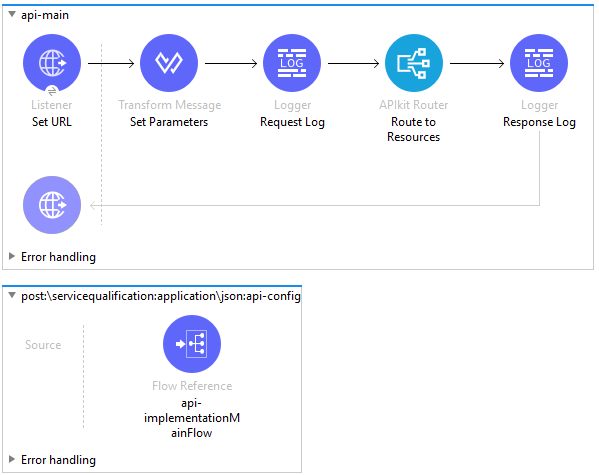 api-main
LOG
LOG
Listener
Transform Message
Logger
APIkit Router
Logger
Set URL
Set Parameters
Request Log
Route to
Resources
Response Log
Error handling
post:\servicequalification:application\json:api-config
Source
Flow Reference
api-
implementationM
ainFlow
Error handling